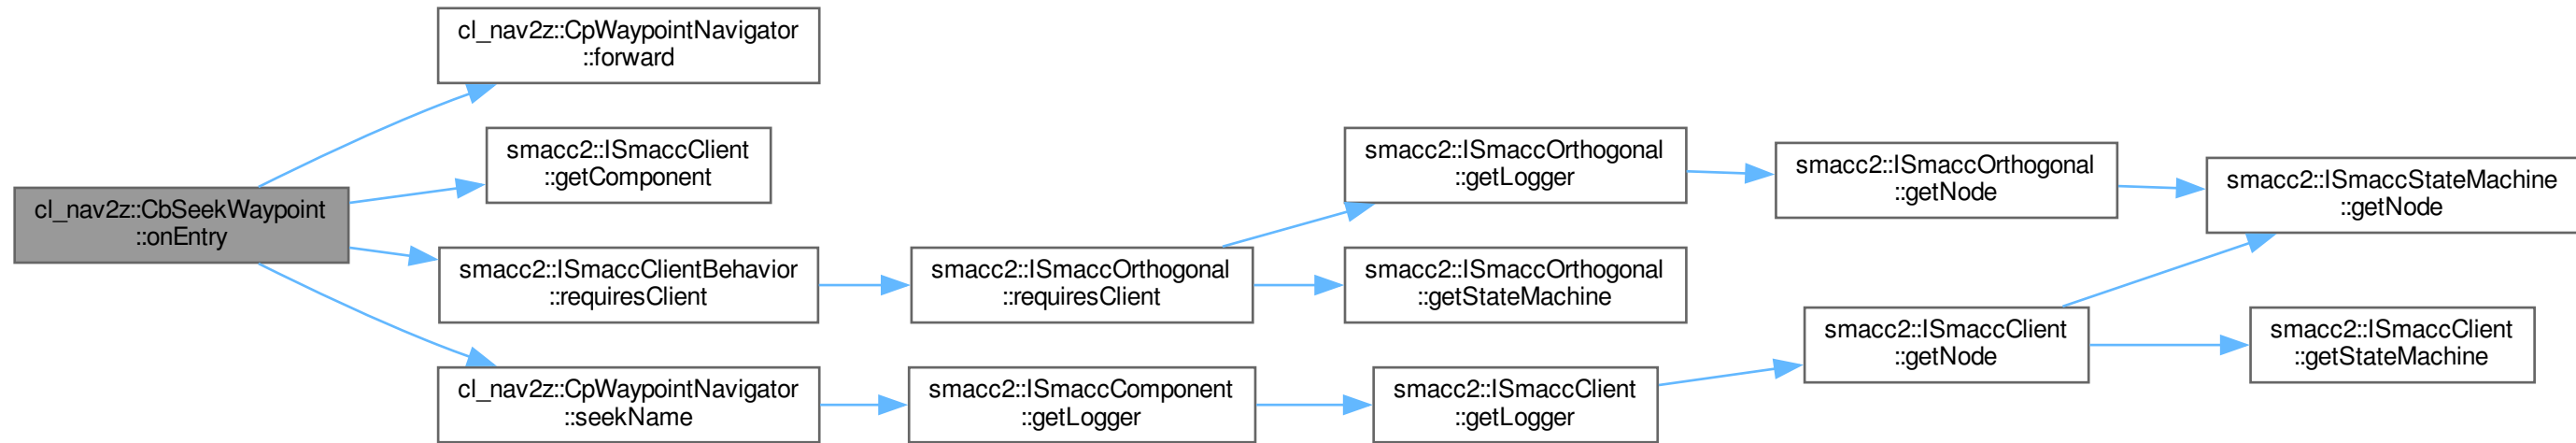 cl_nav2z::CbSeekWaypoint
::onEntry
cl_nav2z::CpWaypointNavigator
::forward
smacc2::ISmaccClient
::getComponent
smacc2::ISmaccClientBehavior
::requiresClient
cl_nav2z::CpWaypointNavigator
::seekName
smacc2::ISmaccOrthogonal
::requiresClient
smacc2::ISmaccComponent
::getLogger
smacc2::ISmaccOrthogonal
::getLogger
smacc2::ISmaccOrthogonal
::getStateMachine
smacc2::ISmaccClient
::getLogger
smacc2::ISmaccOrthogonal
::getNode
smacc2::ISmaccClient
::getNode
smacc2::ISmaccStateMachine
::getNode
smacc2::ISmaccClient
::getStateMachine